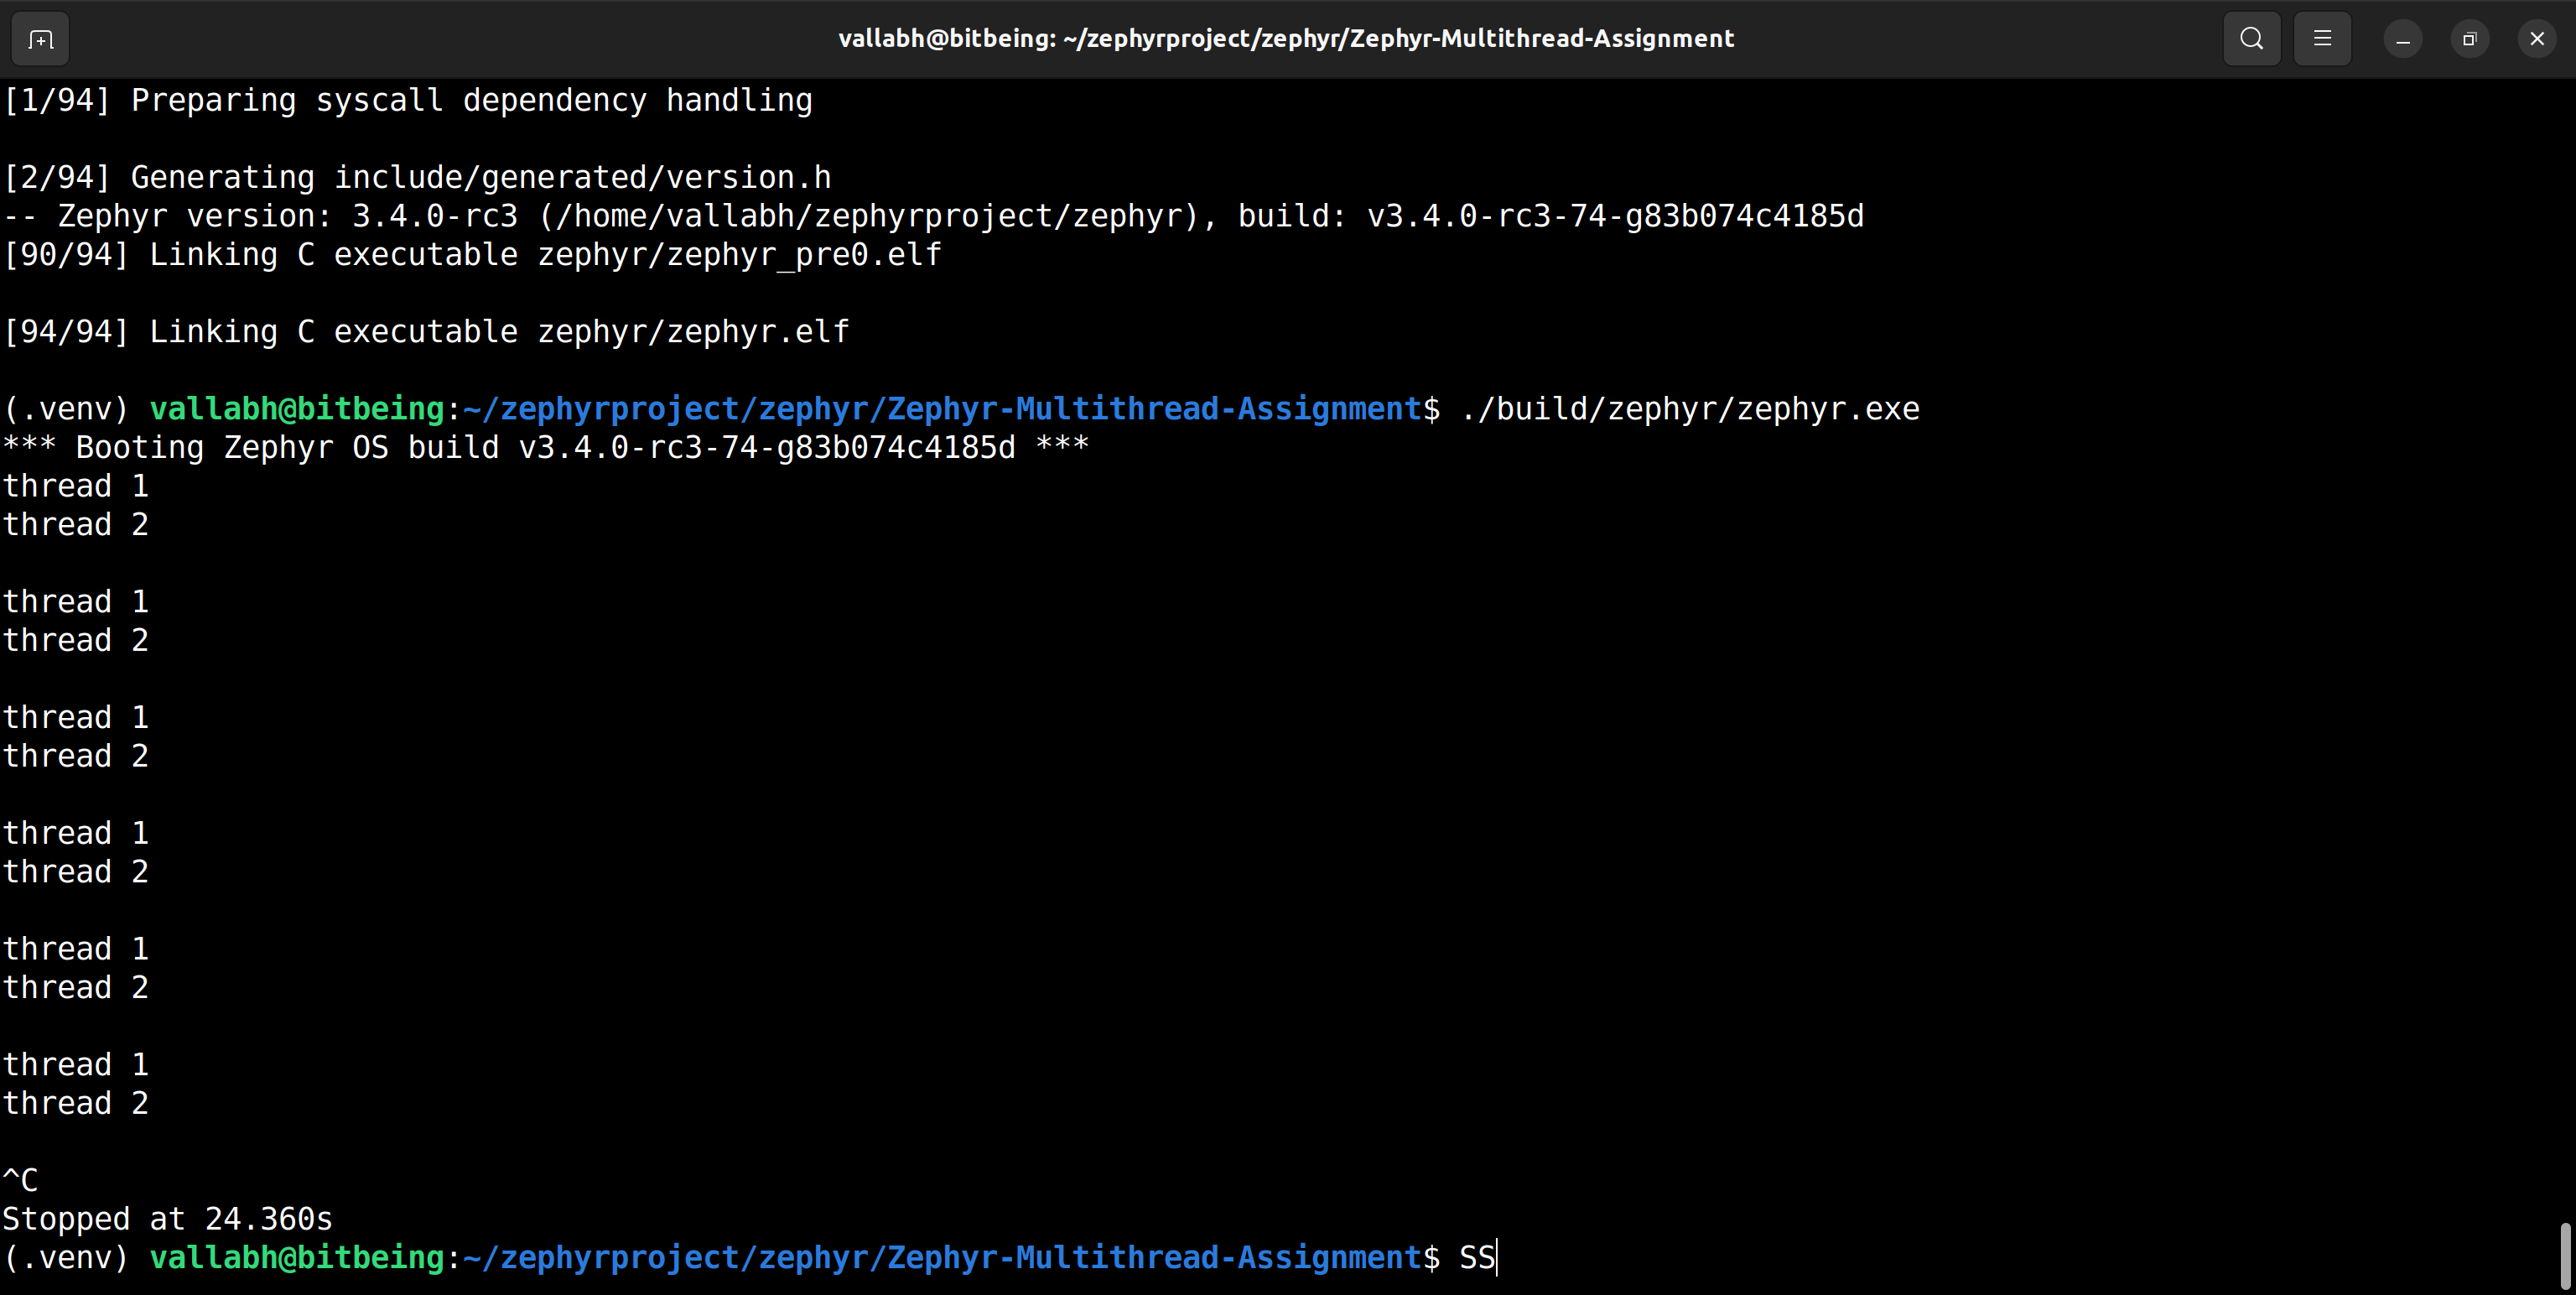 vallabh@bitbeing: ~/zephyrproject/zephyr/Zephyr-Multithread-Assignment
[1/94] Preparing syscall dependency handling
[2/94] Generating include/generated/version.h
-- Zephyr version: 3.4.0-rc3 (/home/vallabh/zephyrproject/zephyr), build: v3.4.0-rc3-74-g83b074c4185d
[90/94] Linking C executable zephyr/zephyr_pre0.elf
[94/94] Linking C executable zephyr/zephyr.elf
(.venv) vallabh@bitbeing:~/zephyrproject/zephyr/Zephyr-Multithread-Assignment$ ./build/zephyr/zephyr.exe
*** Booting Zephyr OS build v3.4.0-rc3-74-g83b074c4185d ***
thread 1
thread 2
thread 1
thread 2
thread 1
thread 2
thread 1
thread 2
thread 1
thread 2
thread 1
thread 2
^C
Stopped at 24.360s
(.venv) vallabh@bitbeing:~/zephyrproject/zephyr/Zephyr-Multithread-Assignment$ SS